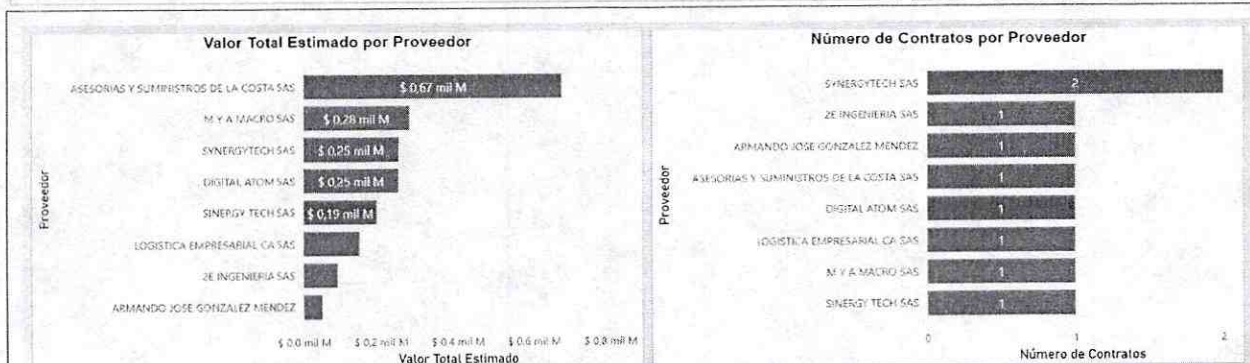 Valor Total Estimado por Proveedor
Proveedor
ASESORIAS Y SUMINISTROS DE LA COSTA SAS $ 0,67 mil M
M Y A MACRO SAS $ 0,28 mil M
SYNERGYTECH SAS $ 0,25 mil M
DIGITAL ATOM SAS $ 0,25 mil M
SINERGY TECH SAS $ 0,19 mil M
LOGISTICA EMPRESARIAL CA SAS
2E INGENIERIA SAS
ARMANDO JOSE GONZALEZ MENDEZ
$ 0,0 mil M $ 0,2 mil M $ 0,4 mil M $ 0,6 mil M $ 0,8 mil M
Valor Total Estimado
Número de Contratos por Proveedor
Proveedor
SYNERGYTECH SAS 2
2E INGENIERIA SAS 1
ARMANDO JOSE GONZALEZ MENDEZ 1
ASESORIAS Y SUMINISTROS DE LA COSTA SAS 1
DIGITAL ATOM SAS 1
LOGISTICA EMPRESARIAL CA SAS 1
M Y A MACRO SAS 1
SINERGY TECH SAS 1
0 1 2
Número de Contratos